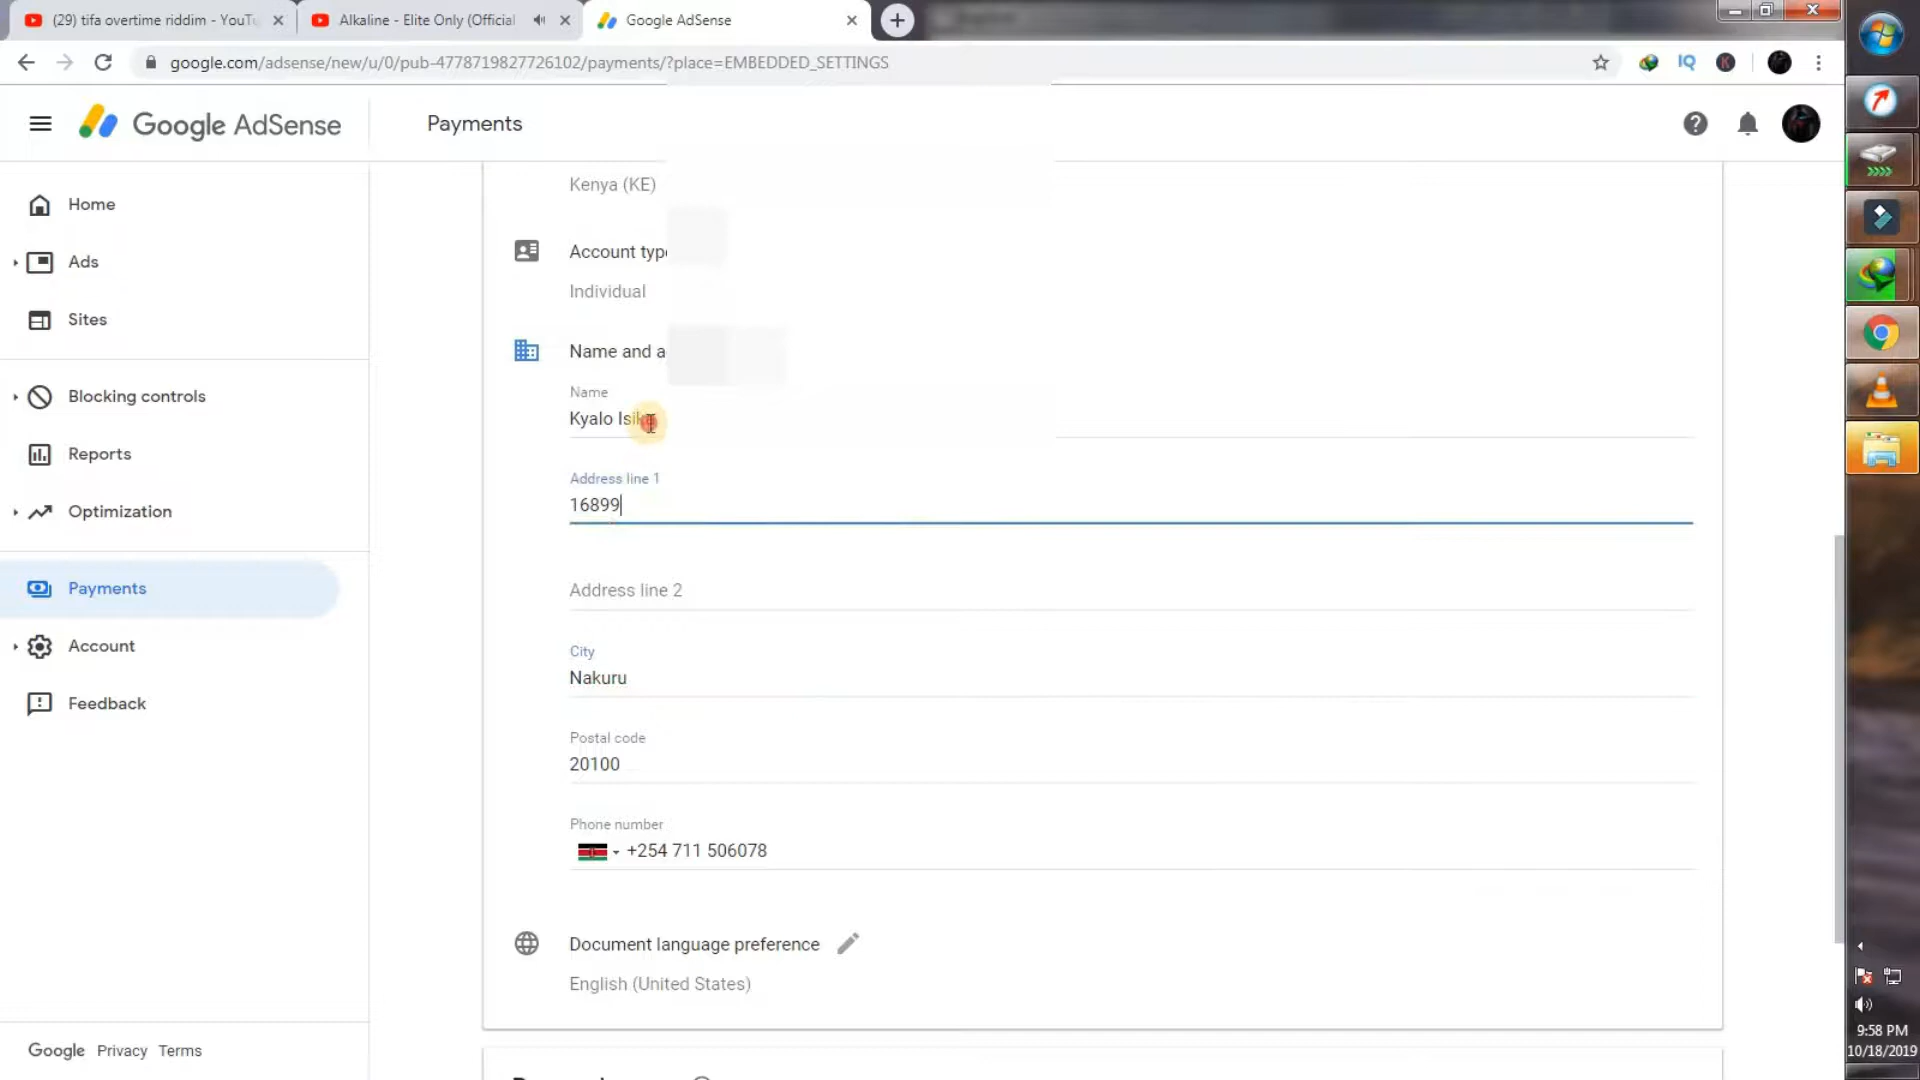 (29) tifa overtime riddim - YouTu
Alkaline - Elite Only (Official
Google AdSense
google.com/adsense/new/u/0/pub-4778719827726102/payments/?place=EMBEDDED_SETTINGS
IQ
K
Google AdSense
Payments
Home
Ads
Sites
Blocking controls
Reports
Optimization
Payments
Account
Feedback
Google Privacy Terms
Kenya (KE)
Account type
Individual
Name and a
Name
Kyalo
Address line 1
16899
Address line 2
City
Nakuru
Postal code
20100
Phone number
+254 711 506078
Document language preference
English (United States)
9:58 PM
10/18/2019